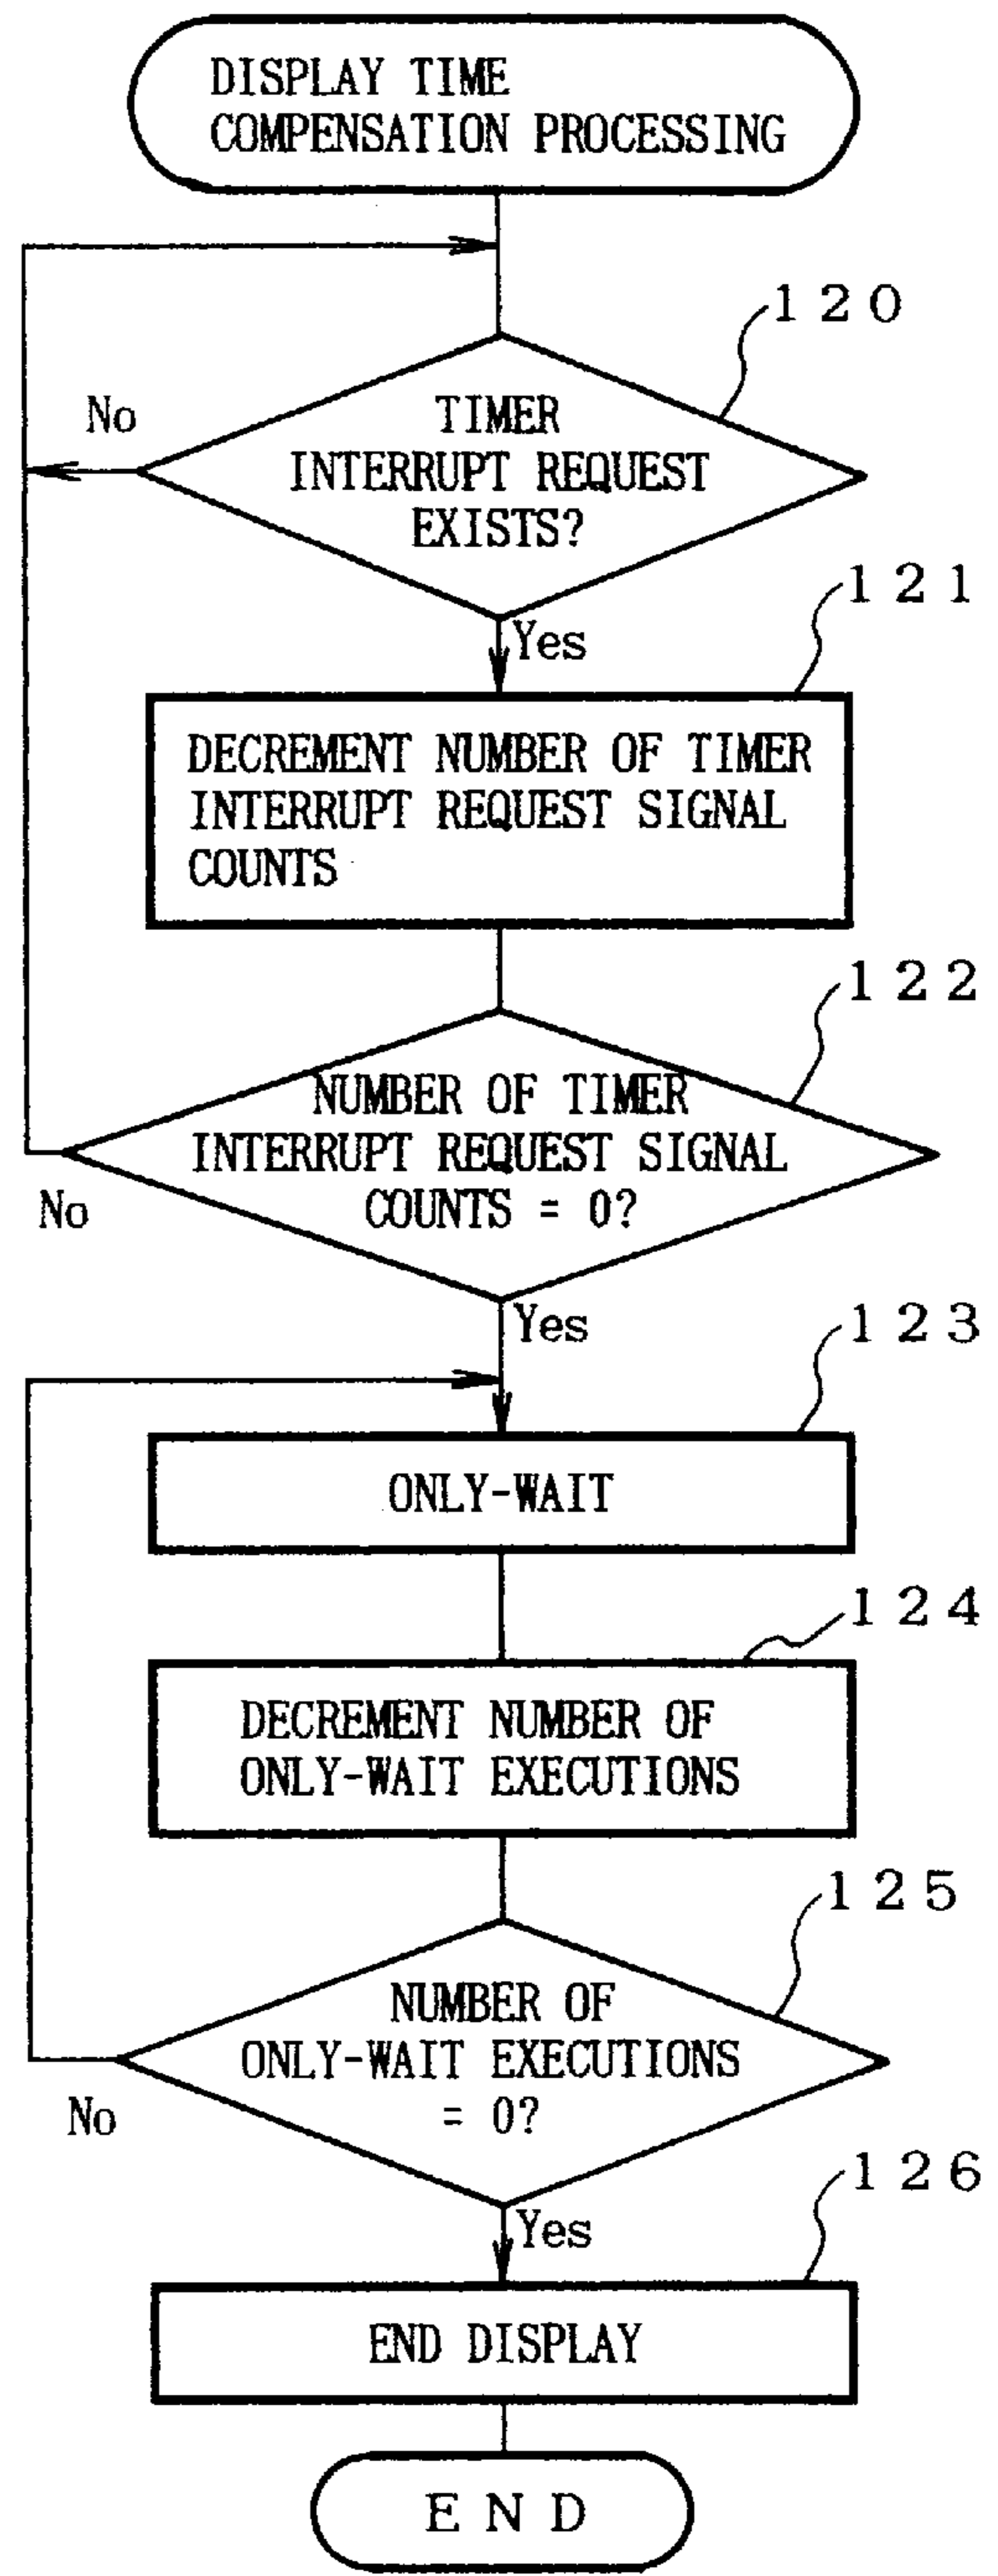 DISPLAY TIME
COMPENSATION PROCESSING
120
No
TIMER
INTERRUPT REQUEST
EXISTS?
121
Yes
DECREMENT NUMBER OF TIMER
INTERRUPT REQUEST SIGNAL
COUNTS
122
NUMBER OF TIMER
INTERRUPT REQUEST SIGNAL
COUNTS = 0?
No
Yes
123
ONLY-WAIT
124
DECREMENT NUMBER OF
ONLY-WAIT EXECUTIONS
125
NUMBER OF
ONLY-WAIT EXECUTIONS
= 0?
No
126
Yes
END DISPLAY
END